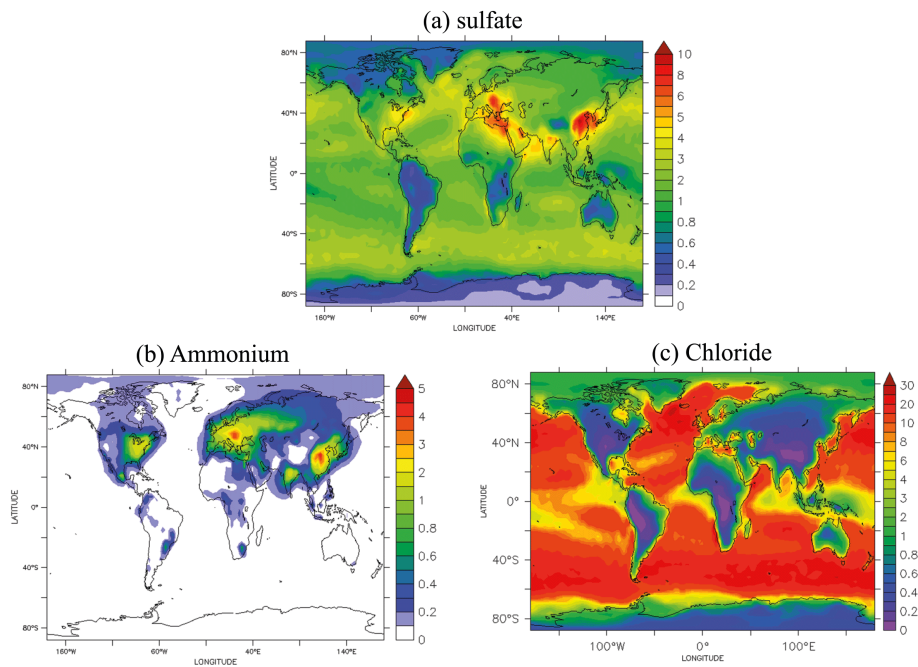 (a) sulfate
80°N
40°N
0°
40°S
80°S
LATITUDE
160°W
60°W
40°E
140°E
LONGITUDE
10
8
6
5
4
3
2
1
0.8
0.6
0.4
0.2
0
(b) Ammonium
80°N
40°N
0°
40°S
80°S
LATITUDE
160°W
60°W
40°E
140°E
LONGITUDE
5
4
3
2
1
0.8
0.6
0.4
0.2
0
(c) Chloride
80°N
40°N
0°
40°S
80°S
LATITUDE
100°W
0°
100°E
LONGITUDE
30
20
10
8
6
4
3
2
1
0.8
0.6
0.4
0.2
0